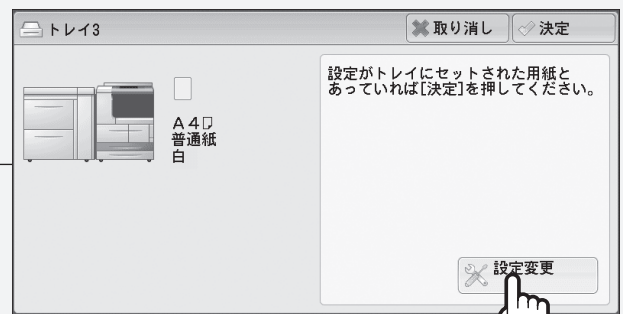 トレイ3
取り消し
決定
設定がトレイにセットされた用紙と
あっていれば[決定]を押してください。
A4
普通紙
白
設定変更